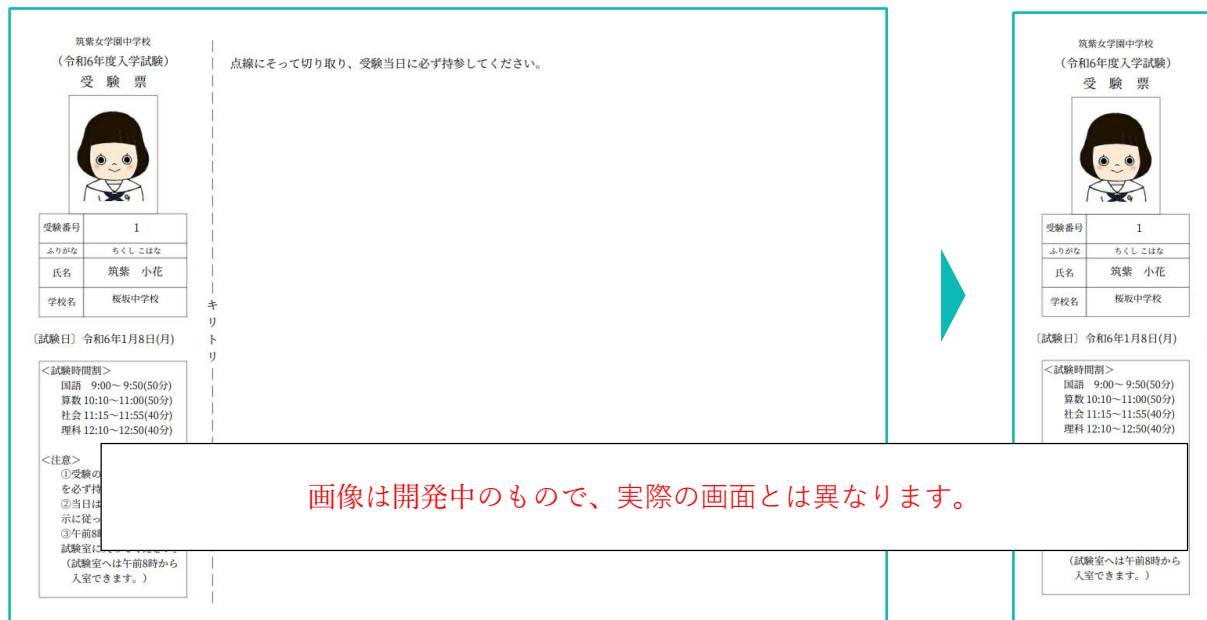 筑紫女学園中学校
（令和6年度入学試験）
受 験 票
受験番号 1
ふりがな ちくし こはな
氏名 筑紫 小花
学校名 桜坂中学校
〔試験日〕令和6年1月8日(月)
＜試験時間割＞
国語 9:00～ 9:50(50分)
算数 10:10～11:00(50分)
社会 11:15～11:55(40分)
理科 12:10～12:50(40分)
＜注意＞
①受験の
を必ず持
②当日は
示に従っ
③午前8
試験室に
（試験室へは午前8時から
入室できます。）
点線にそって切り取り、受験当日に必ず持参してください。
キリトリ
画像は開発中のもので、実際の画面とは異なります。
筑紫女学園中学校
（令和6年度入学試験）
受 験 票
受験番号 1
ふりがな ちくし こはな
氏名 筑紫 小花
学校名 桜坂中学校
〔試験日〕令和6年1月8日(月)
＜試験時間割＞
国語 9:00～ 9:50(50分)
算数 10:10～11:00(50分)
社会 11:15～11:55(40分)
理科 12:10～12:50(40分)
（試験室へは午前8時から
入室できます。）